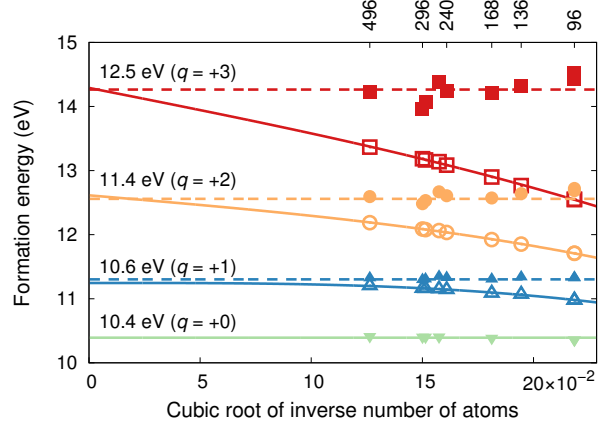 496 296 240 168 136 96
15
14
13
12
11
10
Formation energy (eV)
12.5 eV (q = +3)
11.4 eV (q = +2)
10.6 eV (q = +1)
10.4 eV (q = +0)
0 5 10 15 20×10⁻²
Cubic root of inverse number of atoms